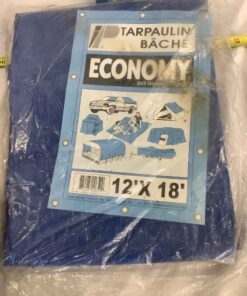 TARPAULIN
BÂCHE
ECONOMY
12'X 18'